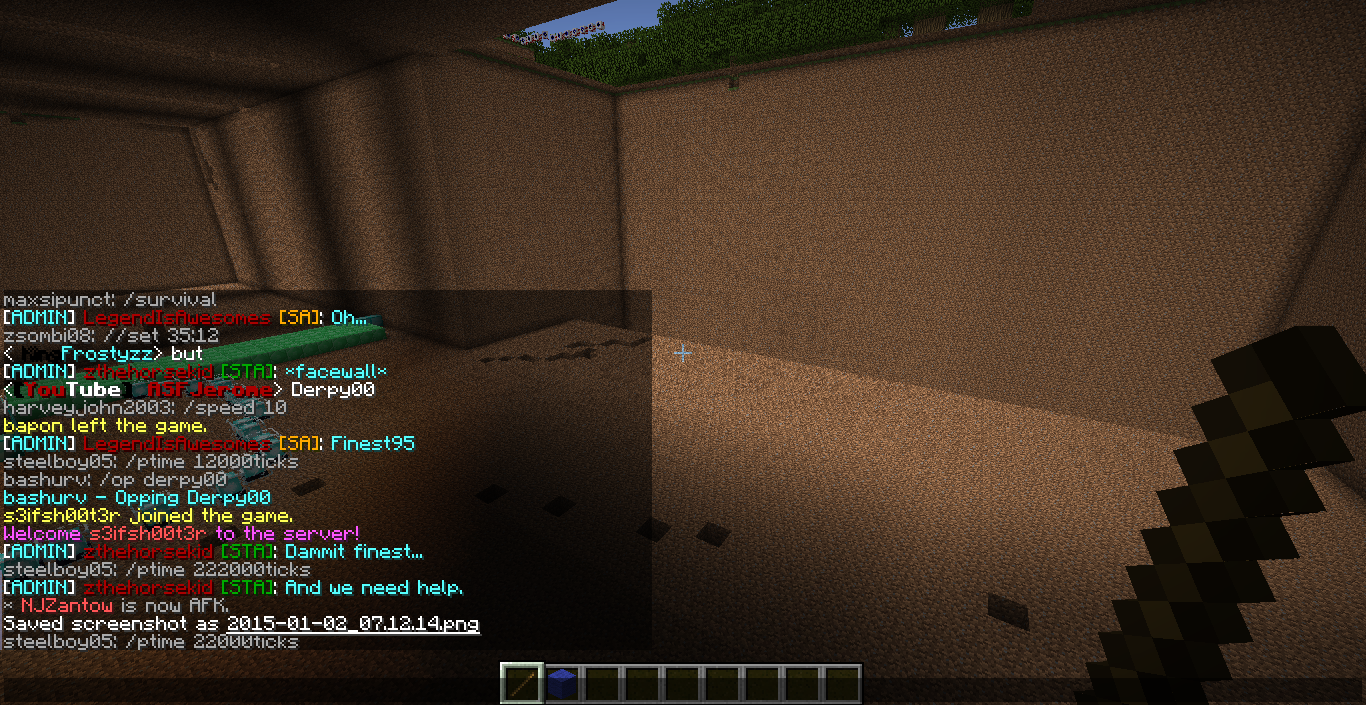 maxsipunct: /survival
[ADMIN] LegendIsAwesomes [SA]: Oh...
zsombi08: //set 35:12
< King Frostyzz> but
[ADMIN] zthehorsekid [STA]: *facewall*
<[YouTube] ASFJerome> Derpy00
harveyjohn2003: /speed 10
bapon left the game.
[ADMIN] LegendIsAwesomes [SA]: Finest95
steelboy05: /ptime 12000ticks
bashurv: /op derpy00
bashurv - Opping Derpy00
s3ifsh00t3r joined the game.
Welcome s3ifsh00t3r to the server!
[ADMIN] zthehorsekid [STA]: Dammit finest...
steelboy05: /ptime 222000ticks
[ADMIN] zthehorsekid [STA]: And we need help.
* NJZantow is now AFK.
Saved screenshot as 2015-01-02_07.12.14.png
steelboy05: /ptime 22000ticks